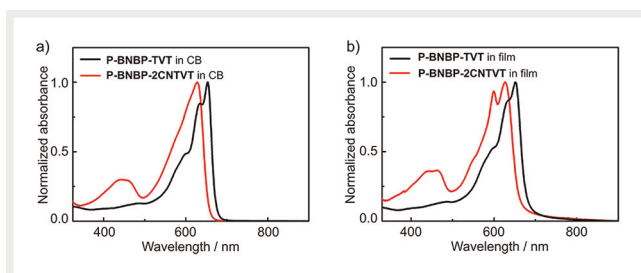 a)
P-BNBP-TVT in CB
P-BNBP-2CNTVT in CB
Normalized absorbance
1.0
0.5
0.0
400 600 800
Wavelength / nm
b)
P-BNBP-TVT in film
P-BNBP-2CNTVT in film
Normalized absorbance
1.0
0.5
0.0
400 600 800
Wavelength / nm